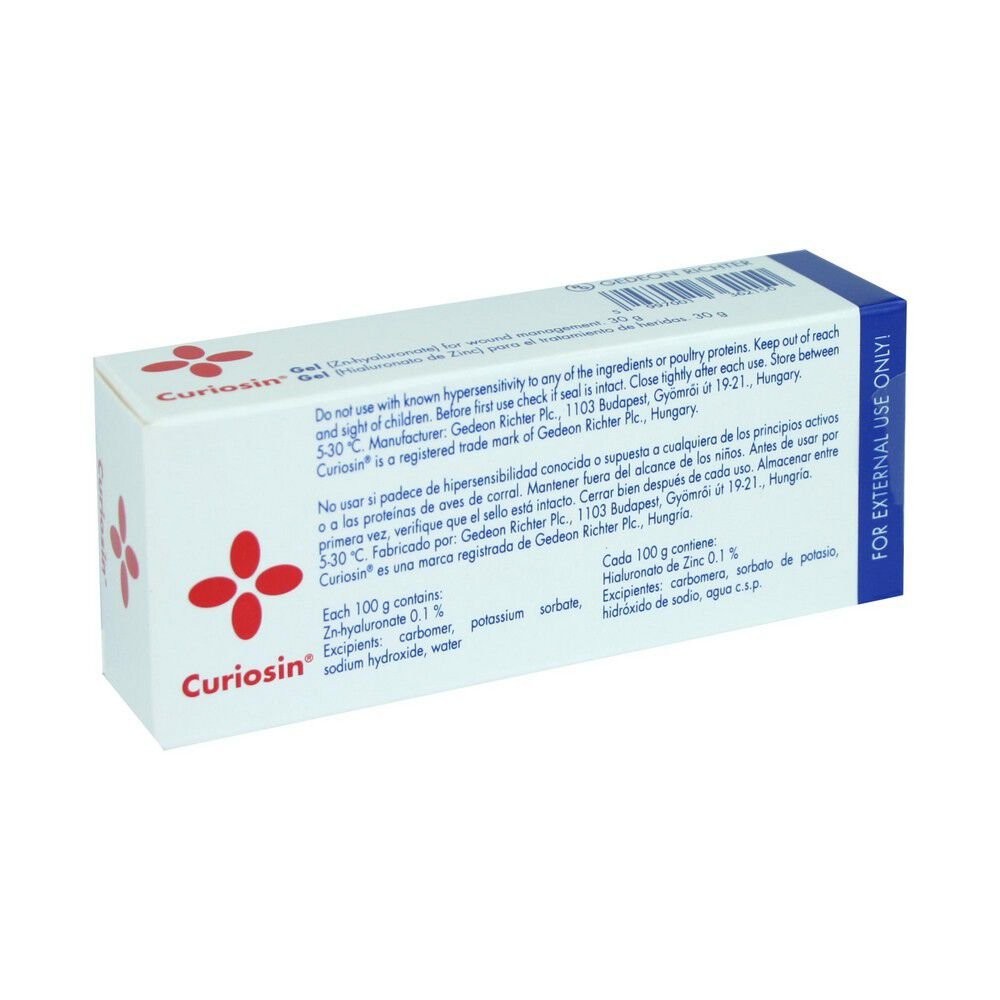 GEDEON RICHTER
Curiosin® Gel (Zn-hyaluronate) for wound management. 30 g
Gel (Hialuronato de Zinc) para el tratamiento de heridas. 30 g
Do not use with known hypersensitivity to any of the ingredients or poultry proteins. Keep out of reach
and sight of children. Before first use check if seal is intact. Close tightly after each use. Store between
5-30 °C. Manufacturer: Gedeon Richter Plc., 1103 Budapest, Gyömrői út 19-21., Hungary.
Curiosin® is a registered trade mark of Gedeon Richter Plc., Hungary.
No usar si padece de hipersensibilidad conocida o supuesta a cualquiera de los principios activos
o a las proteínas de aves de corral. Mantener fuera del alcance de los niños. Antes de usar por
primera vez, verifique que el sello está intacto. Cerrar bien después de cada uso. Almacenar entre
5-30 °C. Fabricado por: Gedeon Richter Plc., 1103 Budapest, Gyömrői út 19-21., Hungría.
Curiosin® es una marca registrada de Gedeon Richter Plc., Hungría.
Each 100 g contains:
Zn-hyaluronate 0.1 %
Excipients: carbomer, potassium sorbate,
sodium hydroxide, water
Cada 100 g contiene:
Hialuronato de Zinc 0.1 %
Excipientes: carbomera, sorbato de potasio,
hidróxido de sodio, agua c.s.p.
Curiosin®
Curiosin®
FOR EXTERNAL USE ONLY!